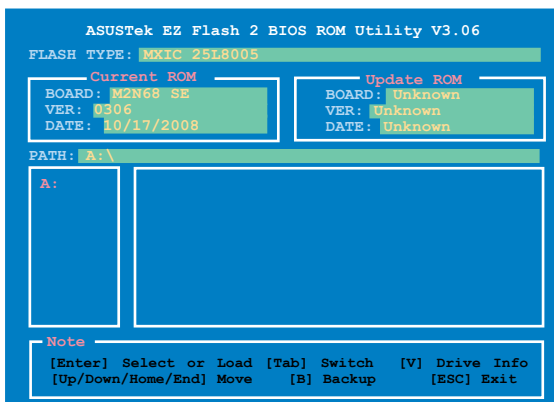 ASUSTek EZ Flash 2 BIOS ROM Utility V3.06
FLASH TYPE: MXIC 25L8005
Current ROM
BOARD: M2N68 SE
VER: 0306
DATE: 10/17/2008
Update ROM
BOARD: Unknown
VER: Unknown
DATE: Unknown
PATH: A:\
A:
Note
[Enter] Select or Load [Tab] Switch [V] Drive Info
[Up/Down/Home/End] Move [B] Backup [ESC] Exit